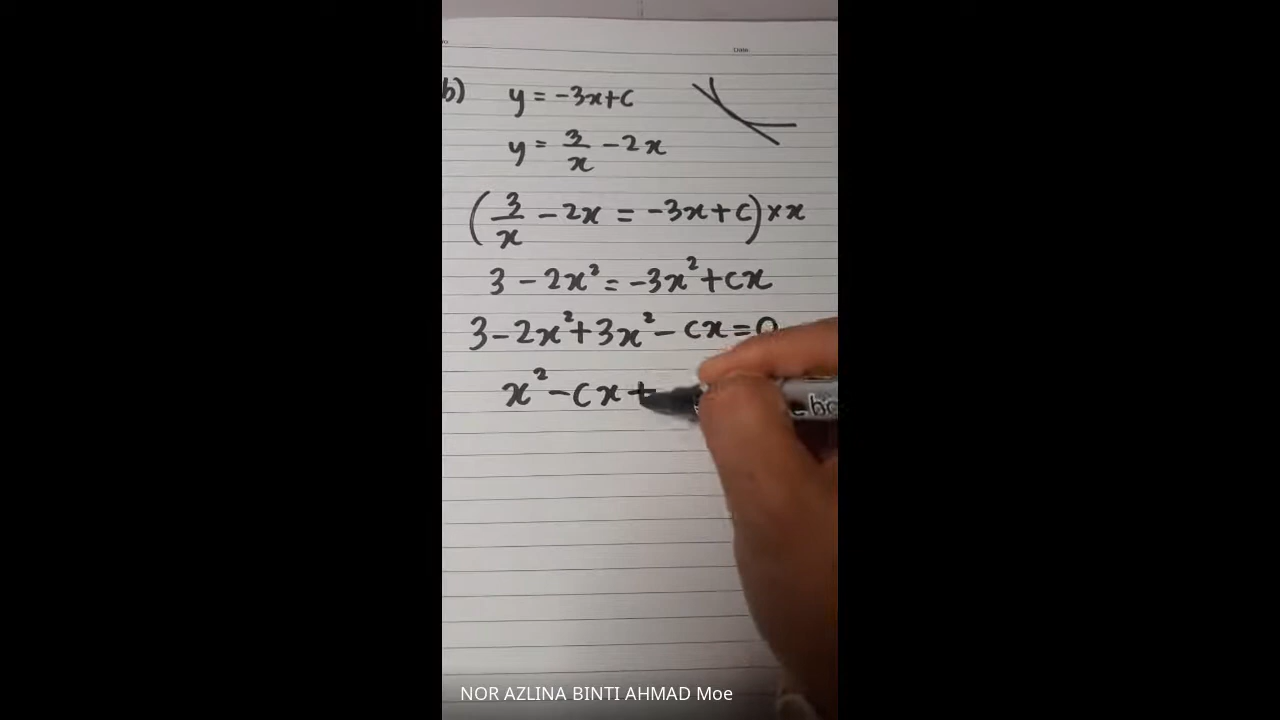 Date:
b) y = -3x+c
y = 3/x - 2x
(3/x - 2x = -3x + c) × x
3 - 2x² = -3x² + cx
3 - 2x² + 3x² - cx = 0
x² - cx +
NOR AZLINA BINTI AHMAD Moe